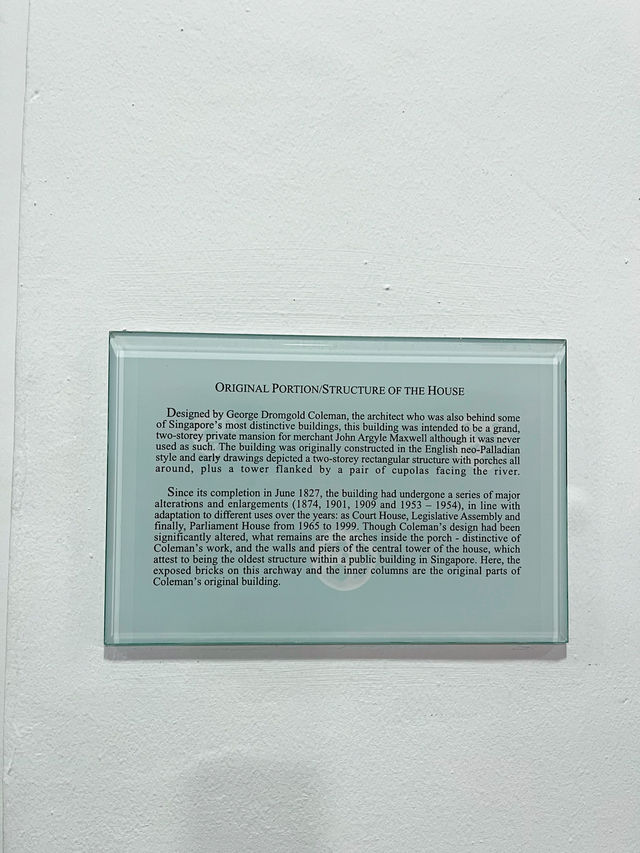 ORIGINAL PORTION/STRUCTURE OF THE HOUSE
Designed by George Dromgold Coleman, the architect who was also behind some
of Singapore's most distinctive buildings, this building was intended to be a grand,
two-storey private mansion for merchant John Argyle Maxwell although it was never
used as such. The building was originally constructed in the English neo-Palladian
style and early drawings depicted a two-storey rectangular structure with porches all
around, plus a tower flanked by a pair of cupolas facing the river.
Since its completion in June 1827, the building had undergone a series of major
alterations and enlargements (1874, 1901, 1909 and 1953 – 1954), in line with
adaptation to different uses over the years: as Court House, Legislative Assembly and
finally, Parliament House from 1965 to 1999. Though Coleman's design had been
significantly altered, what remains are the arches inside the porch - distinctive of
Coleman's work, and the walls and piers of the central tower of the house, which
attest to being the oldest structure within a public building in Singapore. Here, the
exposed bricks on this archway and the inner columns are the original parts of
Coleman's original building.